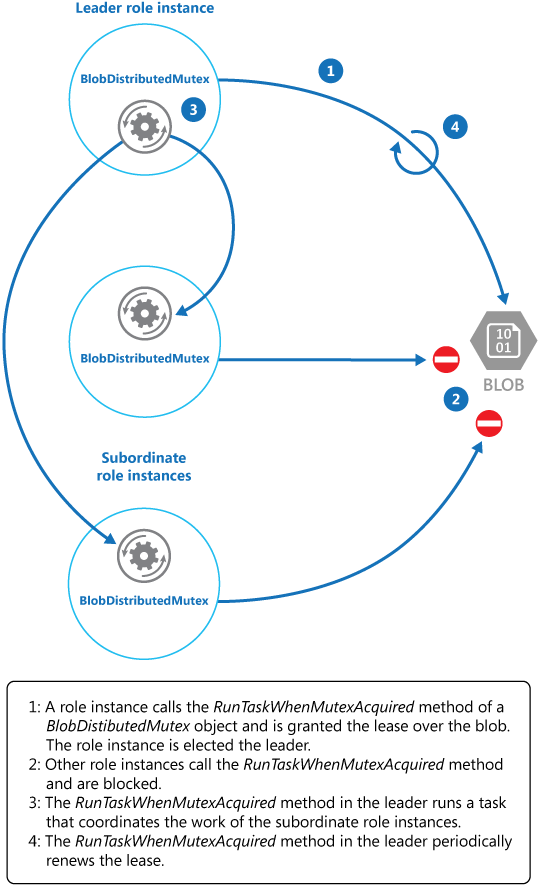 Leader role instance
BlobDistributedMutex
1
3
4
BlobDistributedMutex
10
01
BLOB
2
Subordinate
role instances
BlobDistributedMutex
1: A role instance calls the RunTaskWhenMutexAcquired method of a
BlobDistibutedMutex object and is granted the lease over the blob.
The role instance is elected the leader.
2: Other role instances call the RunTaskWhenMutexAcquired method
and are blocked.
3: The RunTaskWhenMutexAcquired method in the leader runs a task
that coordinates the work of the subordinate role instances.
4: The RunTaskWhenMutexAcquired method in the leader periodically
renews the lease.